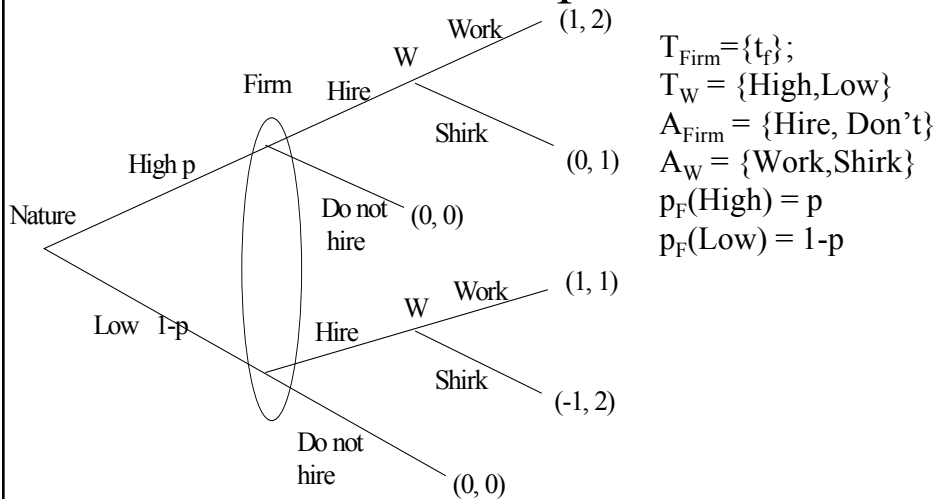 Work
(1, 2)
W
Firm
Hire
Shirk
High p
(0, 1)
Nature
Do not
hire
(0, 0)
Work
(1, 1)
W
Low 1-p
Hire
Shirk
(-1, 2)
Do not
hire
(0, 0)
T_Firm={t_f};
T_W = {High,Low}
A_Firm = {Hire, Don't}
A_W = {Work,Shirk}
p_F(High) = p
p_F(Low) = 1-p